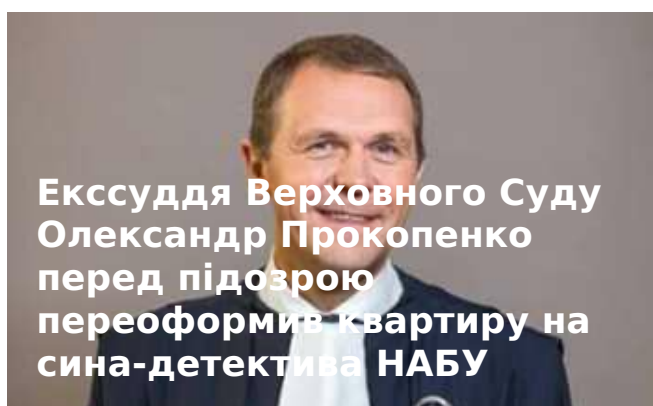 Екссуддя Верховного Суду
Олександр Прокопенко
перед підозрою
переоформив квартиру на
сина-детектива НАБУ